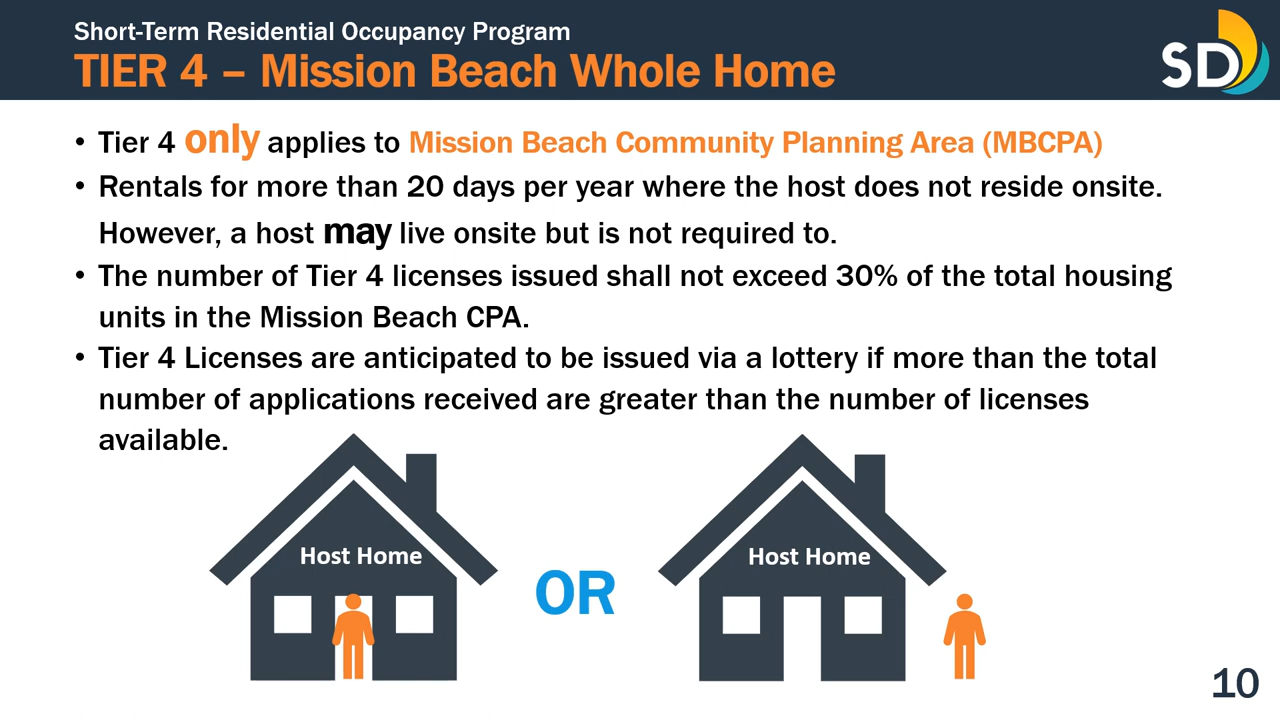 Short-Term Residential Occupancy Program
TIER 4 – Mission Beach Whole Home
SD
• Tier 4 only applies to Mission Beach Community Planning Area (MBCPA)
• Rentals for more than 20 days per year where the host does not reside onsite.
However, a host may live onsite but is not required to.
• The number of Tier 4 licenses issued shall not exceed 30% of the total housing
units in the Mission Beach CPA.
• Tier 4 Licenses are anticipated to be issued via a lottery if more than the total
number of applications received are greater than the number of licenses
available.
Host Home
OR
Host Home
10